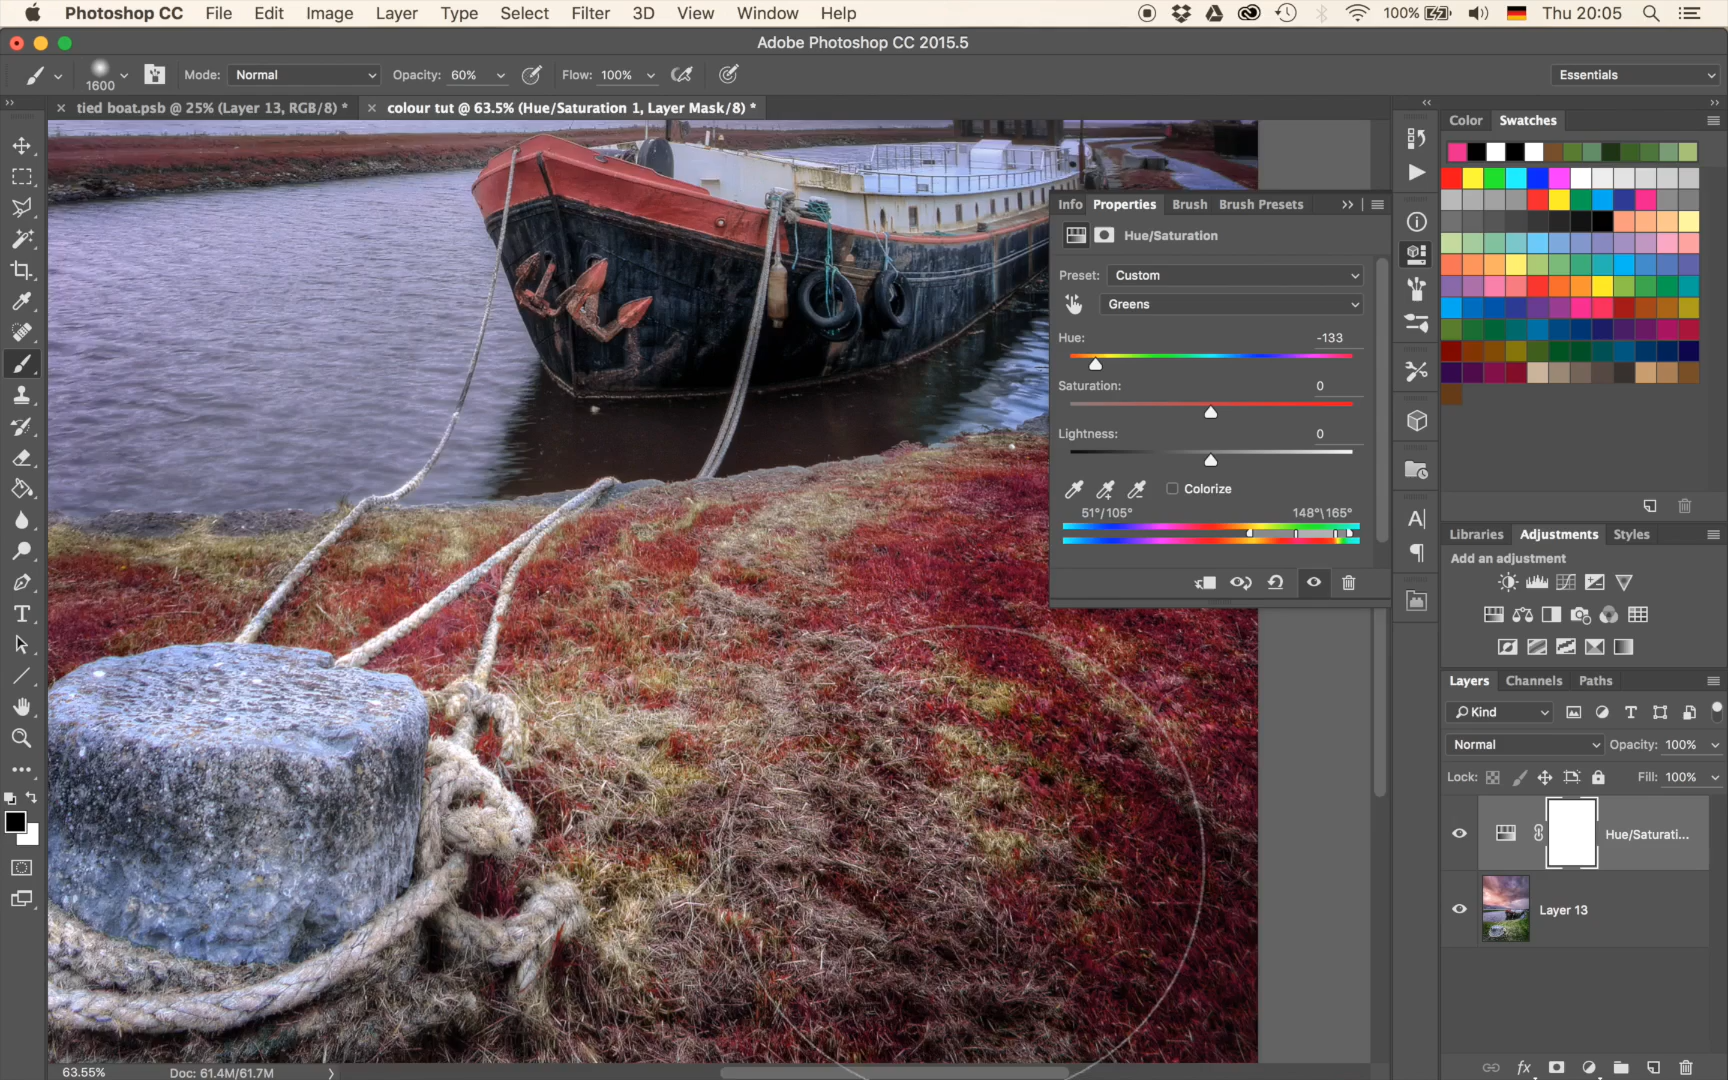 Photoshop CC File Edit Image Layer Type Select Filter 3D View Window Help 100% Thu 20:05
Adobe Photoshop CC 2015.5
1600 Mode: Normal Opacity: 60% Flow: 100% Essentials
tied boat.psb @ 25% (Layer 13, RGB/8) * colour tut @ 63.5% (Hue/Saturation 1, Layer Mask/8) *
Color Swatches
Info Properties Brush Brush Presets
Hue/Saturation
Preset: Custom
Greens
Hue: -133
Saturation: 0
Lightness: 0
Colorize
51°/105° 148°\165°
Libraries Adjustments Styles
Add an adjustment
Layers Channels Paths
Kind
Normal Opacity: 100%
Lock: Fill: 100%
Hue/Saturati...
Layer 13
fx
63.55% Doc: 61.4M/61.7M